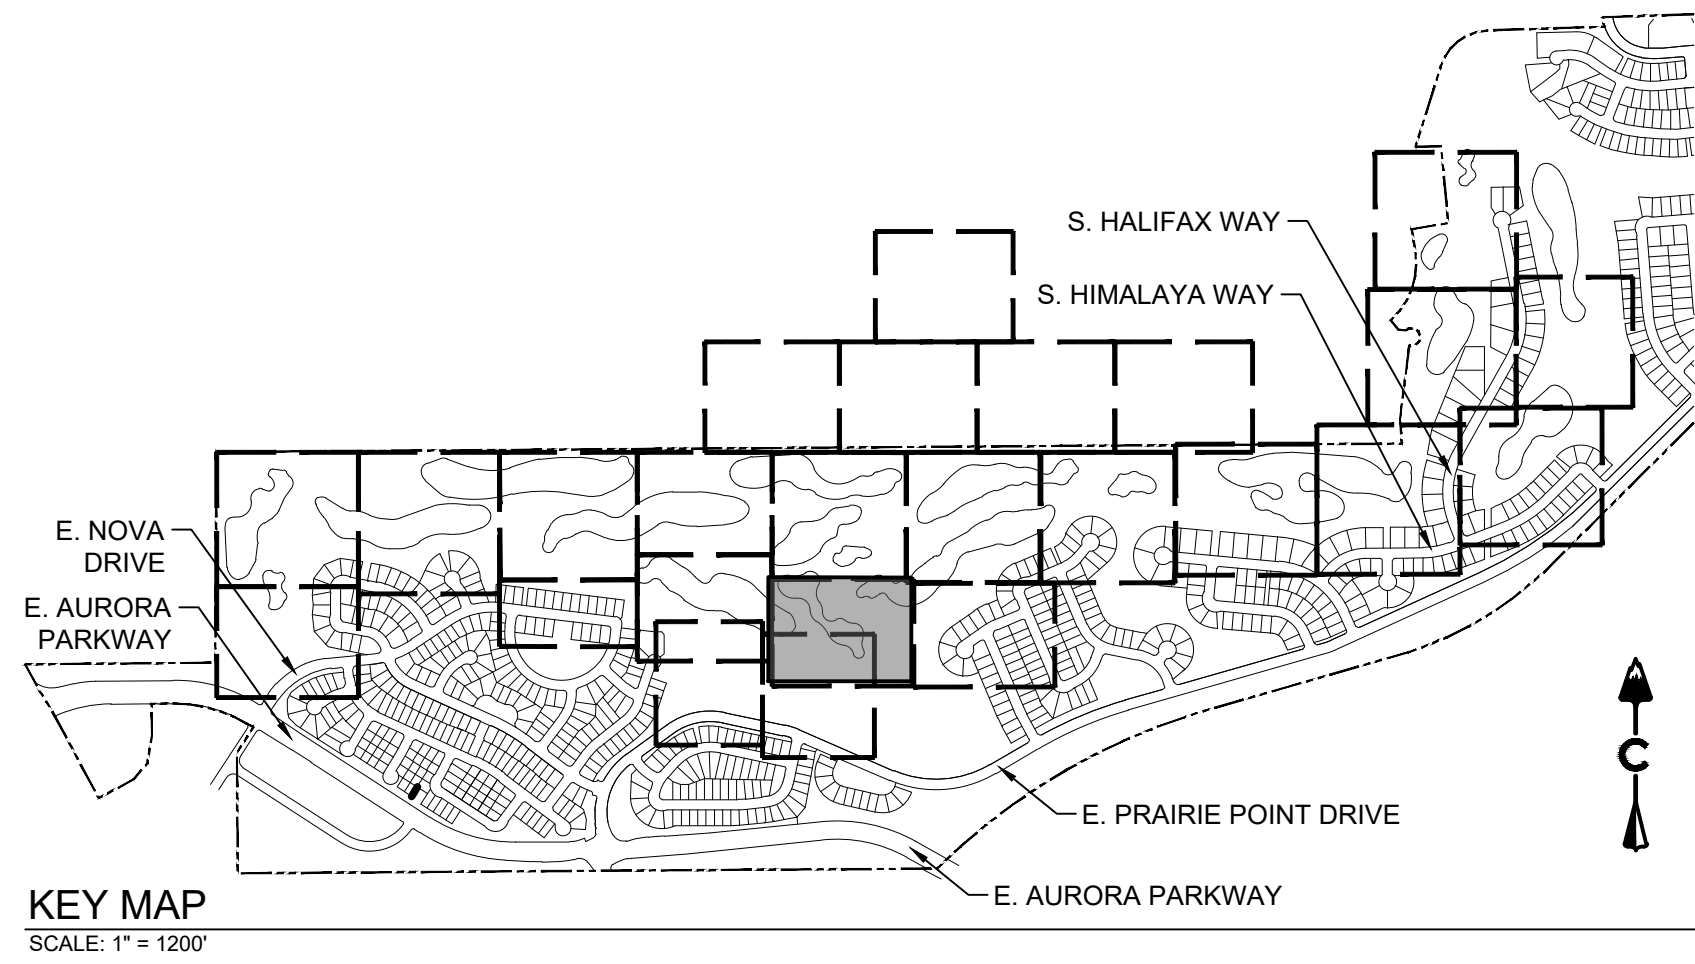 S. HALIFAX WAY
S. HIMALAYA WAY
E. NOVA
DRIVE
E. AURORA
PARKWAY
E. PRAIRIE POINT DRIVE
E. AURORA PARKWAY
C
KEY MAP
SCALE: 1" = 1200'